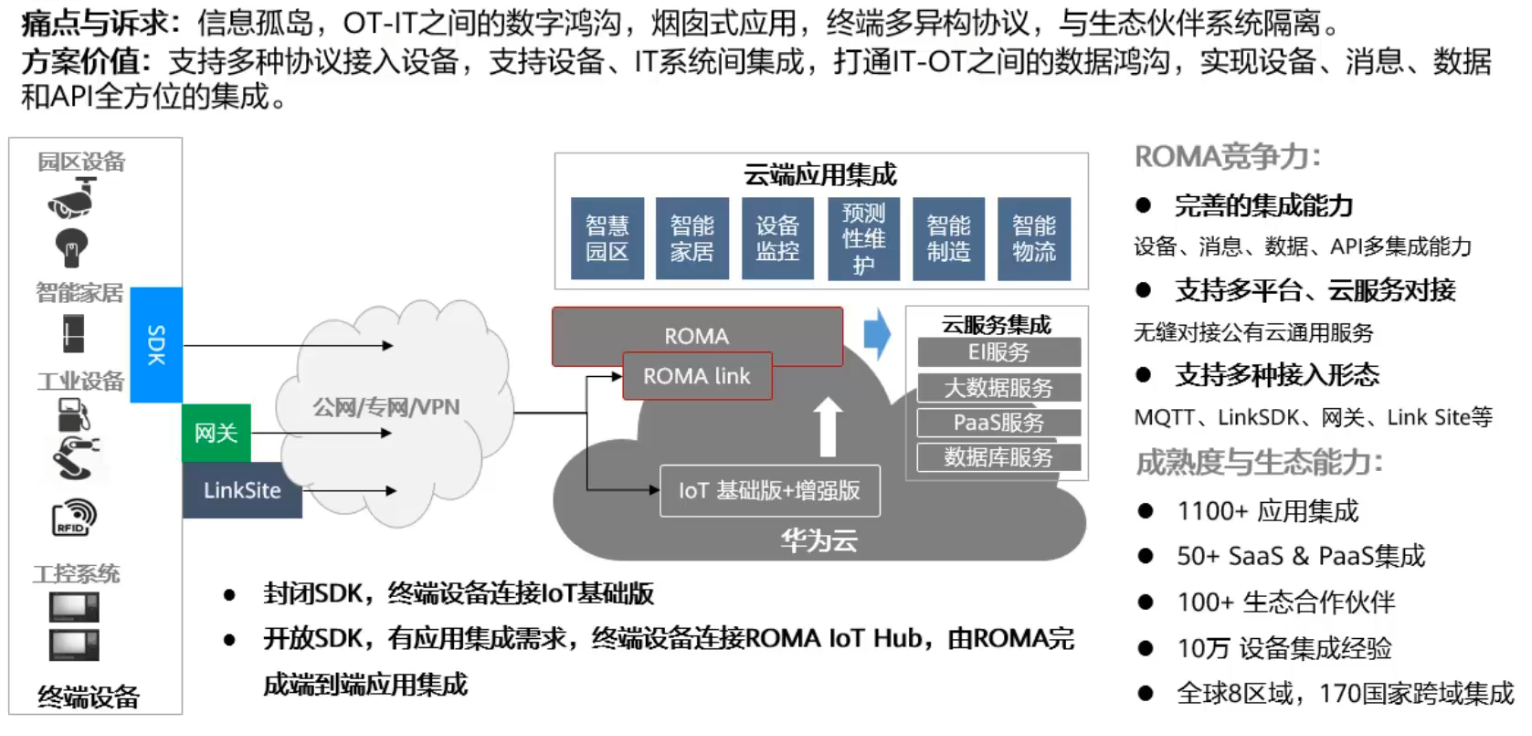 痛点与诉求：信息孤岛，OT-IT之间的数字鸿沟，烟囱式应用，终端多异构协议，与生态伙伴系统隔离。
方案价值：支持多种协议接入设备，支持设备、IT系统间集成，打通IT-OT之间的数据鸿沟，实现设备、消息、数据
和API全方位的集成。
园区设备
智能家居
工业设备
RFID
工控系统
终端设备
SDK
网关
LinkSite
公网/专网/VPN
云端应用集成
智慧
园区
智能
家居
设备
监控
预测
性维
护
智能
制造
智能
物流
ROMA
ROMA link
IoT 基础版+增强版
华为云
云服务集成
EI服务
大数据服务
PaaS服务
数据库服务
● 封闭SDK，终端设备连接IoT基础版
● 开放SDK，有应用集成需求，终端设备连接ROMA IoT Hub，由ROMA完
成端到端应用集成
ROMA竞争力：
● 完善的集成能力
设备、消息、数据、API多集成能力
● 支持多平台、云服务对接
无缝对接公有云通用服务
● 支持多种接入形态
MQTT、LinkSDK、网关、Link Site等
成熟度与生态能力：
● 1100+ 应用集成
● 50+ SaaS & PaaS集成
● 100+ 生态合作伙伴
● 10万 设备集成经验
● 全球8区域，170国家跨域集成